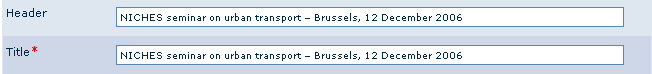 Header NICHES seminar on urban transport – Brussels, 12 December 2006
Title* NICHES seminar on urban transport – Brussels, 12 December 2006